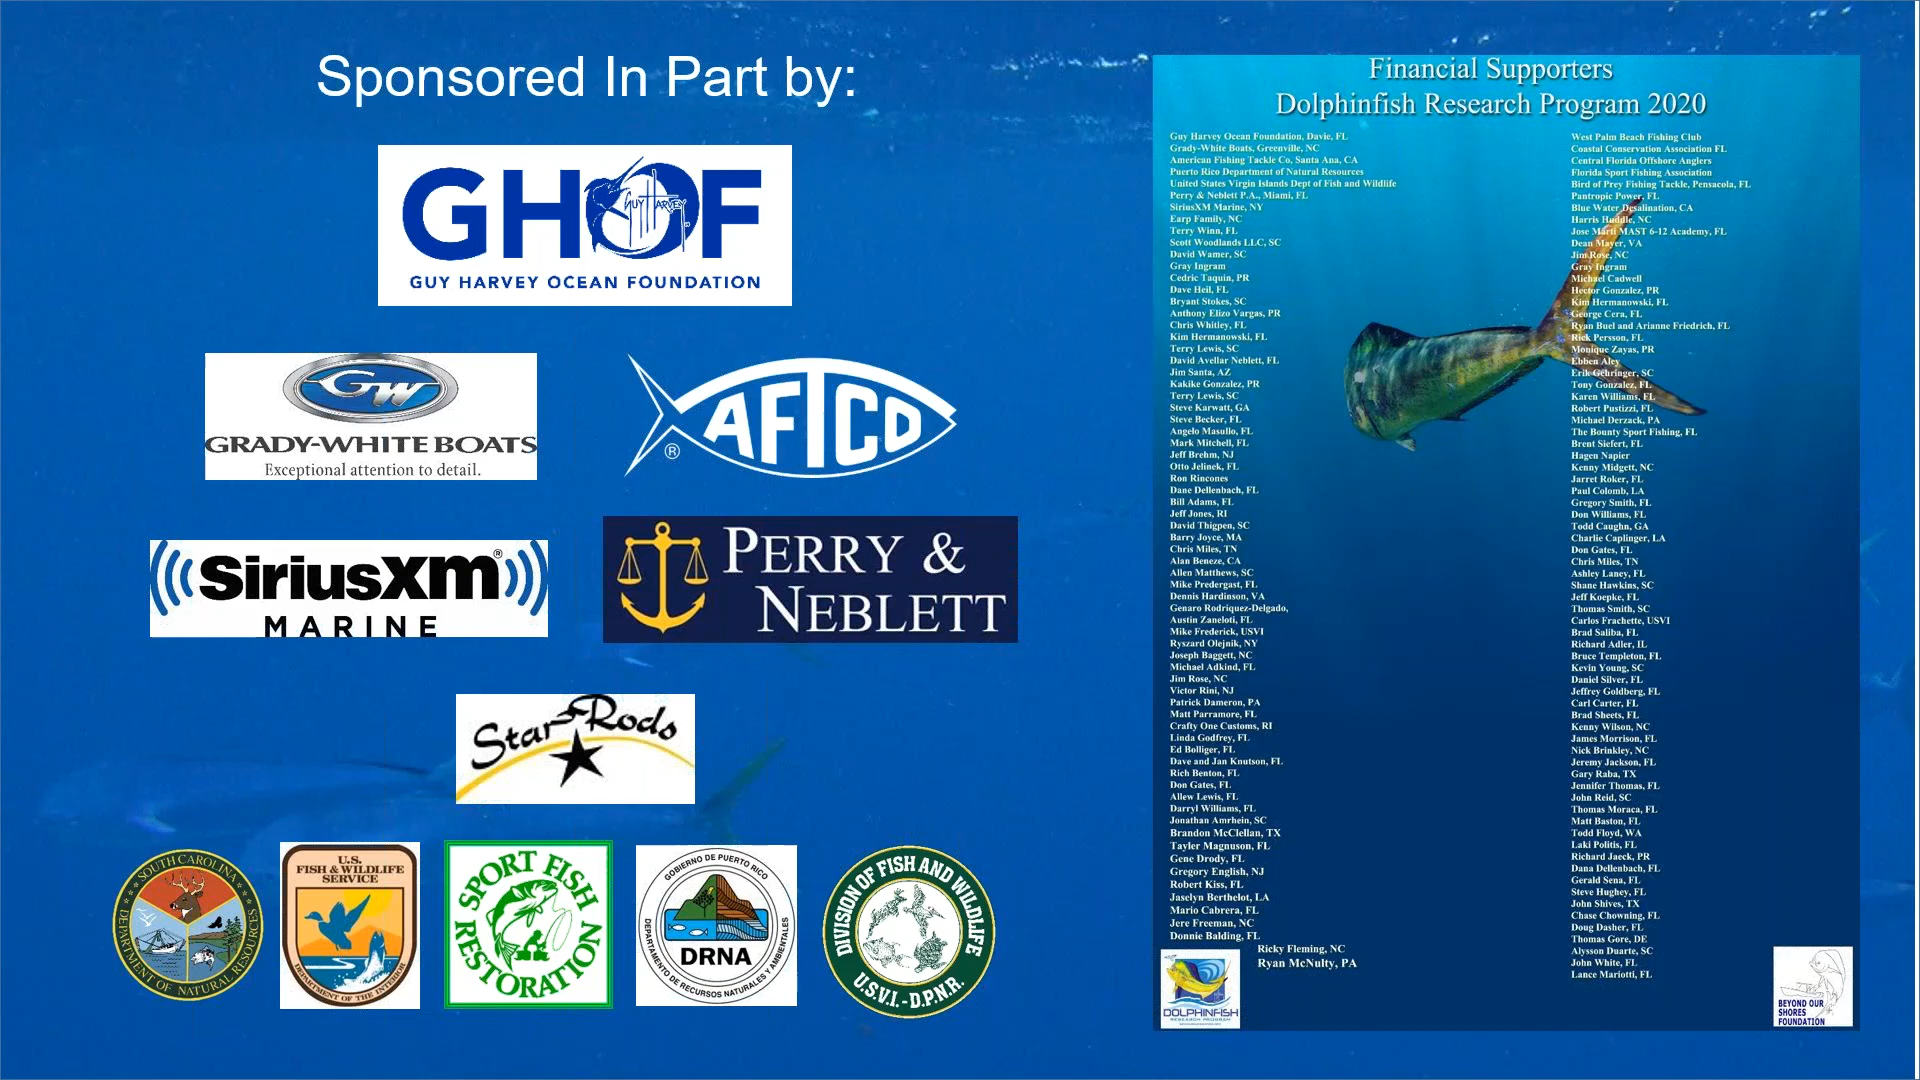 Sponsored In Part by:
GHOF
GUY HARVEY
GUY HARVEY OCEAN FOUNDATION
GW
GRADY-WHITE BOATS
Exceptional attention to detail.
AFTCO
®
SiriusXM®
MARINE
PERRY &
NEBLETT
Star Rods
SOUTH CAROLINA
DEPARTMENT OF NATURAL RESOURCES
U.S.
FISH & WILDLIFE
SERVICE
DEPARTMENT OF THE INTERIOR
SPORT FISH
RESTORATION
GOBIERNO DE PUERTO RICO
DRNA
DEPARTAMENTO DE RECURSOS NATURALES Y AMBIENTALES
DIVISION OF FISH AND WILDLIFE
U.S.V.I. - D.P.N.R.
Financial Supporters
Dolphinfish Research Program 2020
Guy Harvey Ocean Foundation, Davie, FL
Grady-White Boats, Greenville, NC
American Fishing Tackle Co, Santa Ana, CA
Puerto Rico Department of Natural Resources
United States Virgin Islands Dept of Fish and Wildlife
Perry & Neblett P.A., Miami, FL
SiriusXM Marine, NY
Earp Family, NC
Terry Winn, FL
Scott Woodlands LLC, SC
David Wamer, SC
Gray Ingram
Cedric Taquin, PR
Dave Heil, FL
Bryant Stokes, SC
Anthony Elizo Vargas, PR
Chris Whitley, FL
Kim Hermanowski, FL
Terry Lewis, SC
David Avellar Neblett, FL
Jim Santa, AZ
Kakike Gonzalez, PR
Terry Lewis, SC
Steve Karwatt, GA
Steve Becker, FL
Angelo Masullo, FL
Mark Mitchell, FL
Jeff Brehm, NJ
Otto Jelinek, FL
Ron Rincones
Dane Dellenbach, FL
Bill Adams, FL
Jeff Jones, RI
David Thigpen, SC
Barry Joyce, MA
Chris Miles, TN
Alan Beneze, CA
Allen Matthews, SC
Mike Predergast, FL
Dennis Hardinson, VA
Genaro Rodriquez-Delgado,
Austin Zaneloti, FL
Mike Frederick, USVI
Ryszard Olejnik, NY
Joseph Baggett, NC
Michael Adkind, FL
Jim Rose, NC
Victor Rini, NJ
Patrick Dameron, PA
Matt Parramore, FL
Crafty One Customs, RI
Linda Godfrey, FL
Ed Bolliger, FL
Dave and Jan Knutson, FL
Rich Benton, FL
Don Gates, FL
Allew Lewis, FL
Darryl Williams, FL
Jonathan Amrhein, SC
Brandon McClellan, TX
Tayler Magnuson, FL
Gene Drody, FL
Gregory English, NJ
Robert Kiss, FL
Jaselyn Berthelot, LA
Mario Cabrera, FL
Jere Freeman, NC
Donnie Balding, FL
Ricky Fleming, NC
Ryan McNulty, PA
West Palm Beach Fishing Club
Coastal Conservation Association FL
Central Florida Offshore Anglers
Florida Sport Fishing Association
Bird of Prey Fishing Tackle, Pensacola, FL
Pantropic Power, FL
Blue Water Desalination, CA
Harris Huddle, NC
Jose Marti MAST 6-12 Academy, FL
Dean Mayer, VA
Jim Rose, NC
Gray Ingram
Michael Cadwell
Hector Gonzalez, PR
Kim Hermanowski, FL
George Cera, FL
Ryan Buel and Arianne Friedrich, FL
Rick Persson, FL
Monique Zayas, PR
Ebben Aley
Erik Gehringer, SC
Tony Gonzalez, FL
Karen Williams, FL
Robert Pustizzi, FL
Michael Derzack, PA
The Bounty Sport Fishing, FL
Brent Siefert, FL
Hagen Napier
Kenny Midgett, NC
Jarret Roker, FL
Paul Colomb, LA
Gregory Smith, FL
Don Williams, FL
Todd Caughn, GA
Charlie Caplinger, LA
Don Gates, FL
Chris Miles, TN
Ashley Laney, FL
Shane Hawkins, SC
Jeff Koepke, FL
Thomas Smith, SC
Carlos Frachette, USVI
Brad Saliba, FL
Richard Adler, IL
Bruce Templeton, FL
Kevin Young, SC
Daniel Silver, FL
Jeffrey Goldberg, FL
Carl Carter, FL
Brad Sheets, FL
Kenny Wilson, NC
James Morrison, FL
Nick Brinkley, NC
Jeremy Jackson, FL
Gary Raba, TX
Jennifer Thomas, FL
John Reid, SC
Thomas Moraca, FL
Matt Baston, FL
Todd Floyd, WA
Laki Politis, FL
Richard Jaeck, PR
Dana Dellenbach, FL
Gerald Sena, FL
Steve Hughey, FL
John Shives, TX
Chase Chowning, FL
Doug Dasher, FL
Thomas Gore, DE
Alysson Duarte, SC
John White, FL
Lance Mariotti, FL
DOLPHINFISH
RESEARCH PROGRAM
BEYOND OUR
SHORES
FOUNDATION